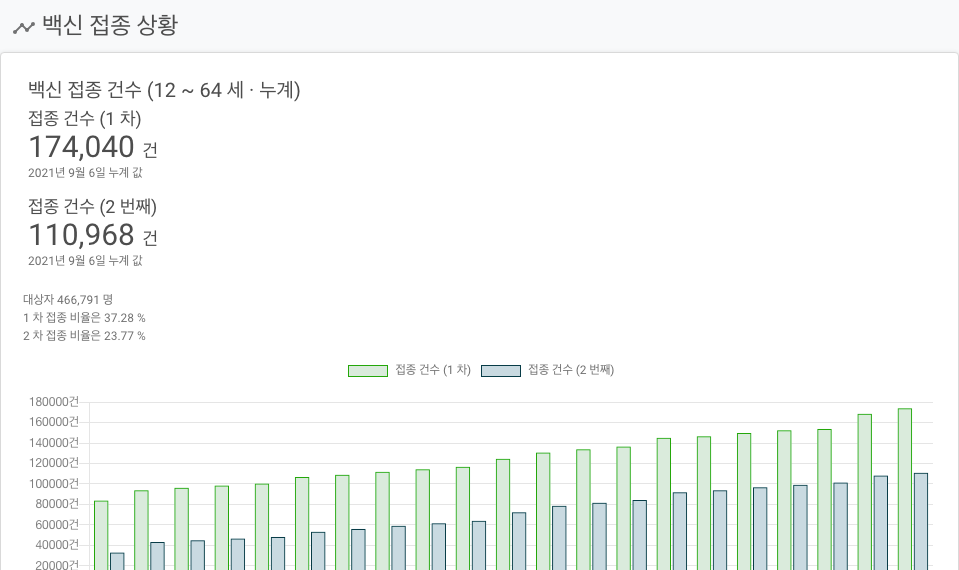 백신 접종 상황
백신 접종 건수 (12 ~ 64 세 · 누계)
접종 건수 (1 차)
174,040 건
2021년 9월 6일 누계 값
접종 건수 (2 번째)
110,968 건
2021년 9월 6일 누계 값
대상자 466,791 명
1 차 접종 비율은 37.28 %
2 차 접종 비율은 23.77 %
접종 건수 (1 차) 접종 건수 (2 번째)
180000건
160000건
140000건
120000건
100000건
80000건
60000건
40000건
20000건